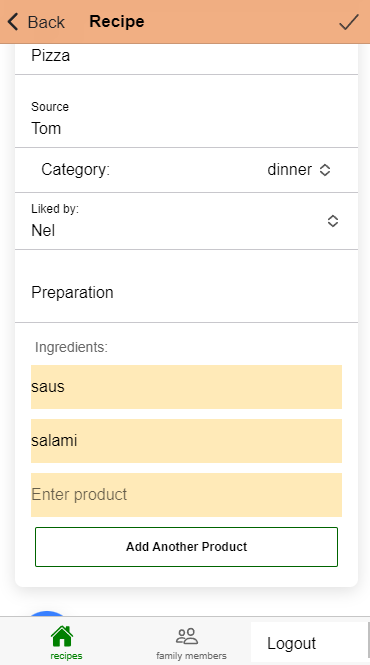 Back Recipe
Pizza
Source
Tom
Category: dinner
Liked by:
Nel
Preparation
Ingredients:
saus
salami
Enter product
Add Another Product
recipes family members Logout